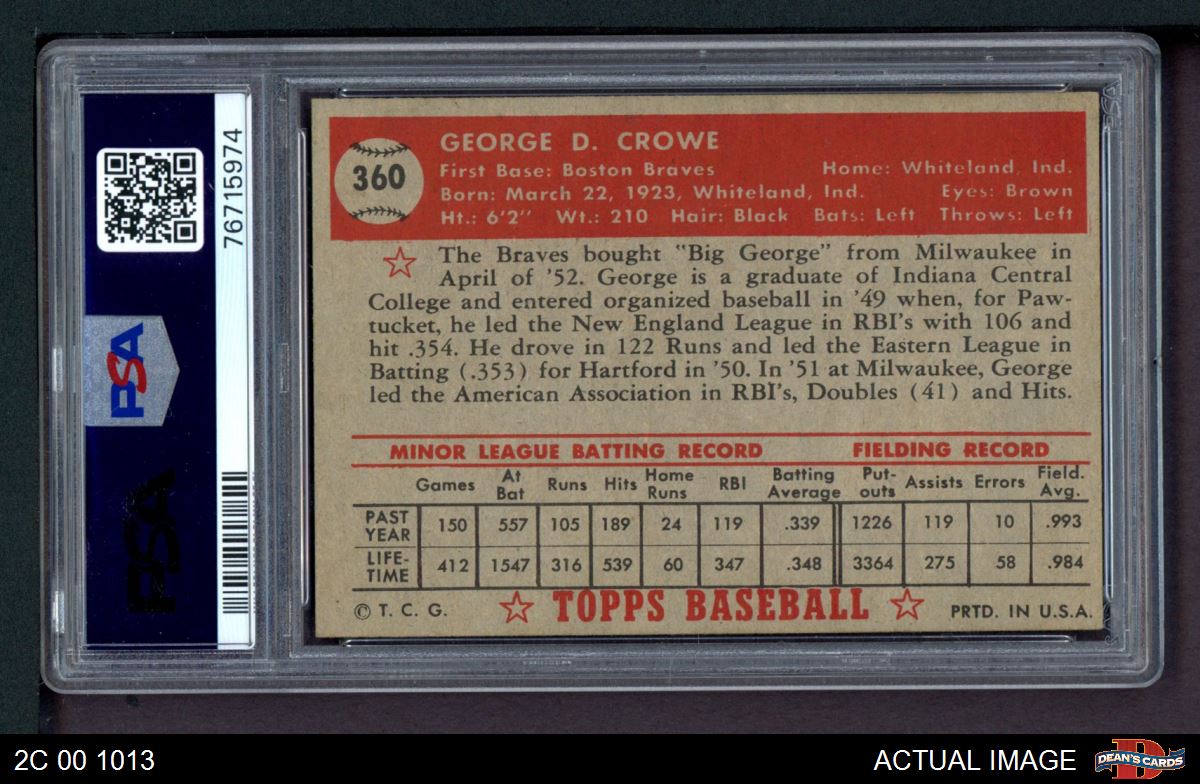 PSA
76715974
PSA
360
GEORGE D. CROWE
First Base: Boston Braves Home: Whiteland, Ind.
Born: March 22, 1923, Whiteland, Ind. Eyes: Brown
Ht.: 6'2" Wt.: 210 Hair: Black Bats: Left Throws: Left
The Braves bought "Big George" from Milwaukee in
April of '52. George is a graduate of Indiana Central
College and entered organized baseball in '49 when, for Paw-
tucket, he led the New England League in RBI's with 106 and
hit .354. He drove in 122 Runs and led the Eastern League in
Batting (.353) for Hartford in '50. In '51 at Milwaukee, George
led the American Association in RBI's, Doubles (41) and Hits.
MINOR LEAGUE BATTING RECORD FIELDING RECORD
Games At Bat Runs Hits Home Runs RBI Batting Average Put-outs Assists Errors Field. Avg.
PAST YEAR 150 557 105 189 24 119 .339 1226 119 10 .993
LIFE-TIME 412 1547 316 539 60 347 .348 3364 275 58 .984
© T. C. G. TOPPS BASEBALL PRTD. IN U.S.A.
2C 00 1013 ACTUAL IMAGE DEAN'S CARDS